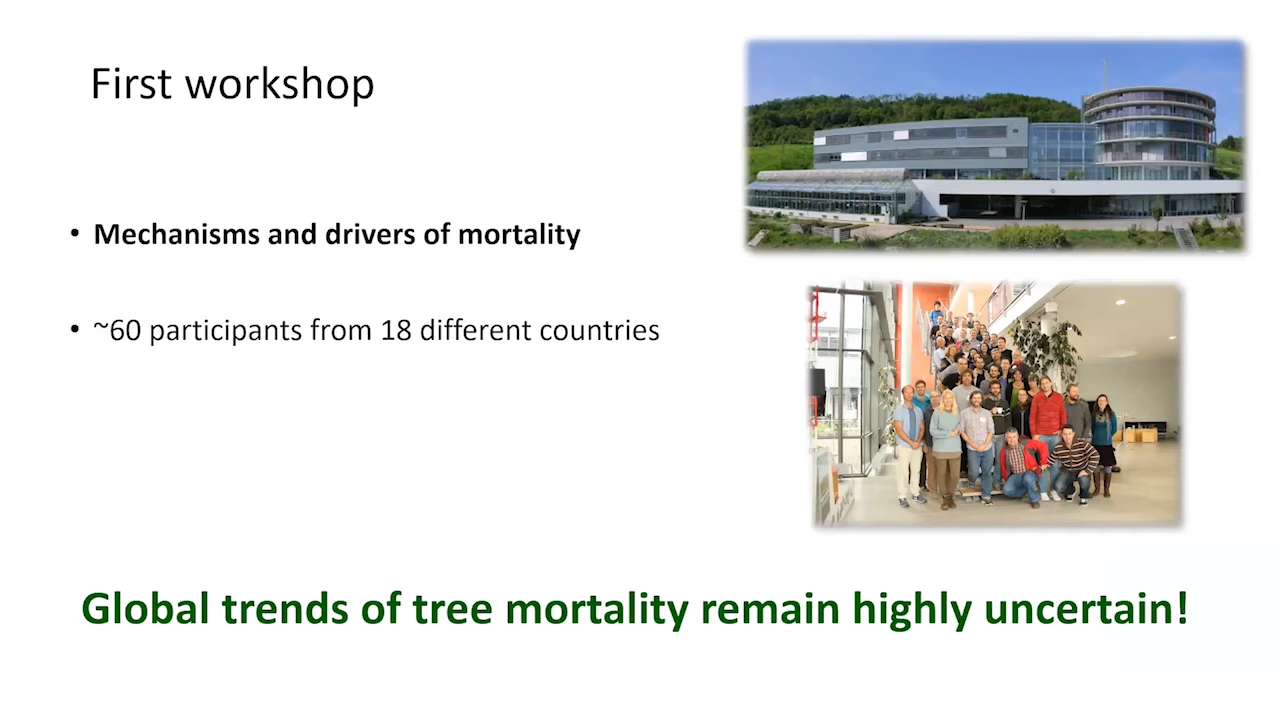 First workshop
• Mechanisms and drivers of mortality
• ~60 participants from 18 different countries
Global trends of tree mortality remain highly uncertain!